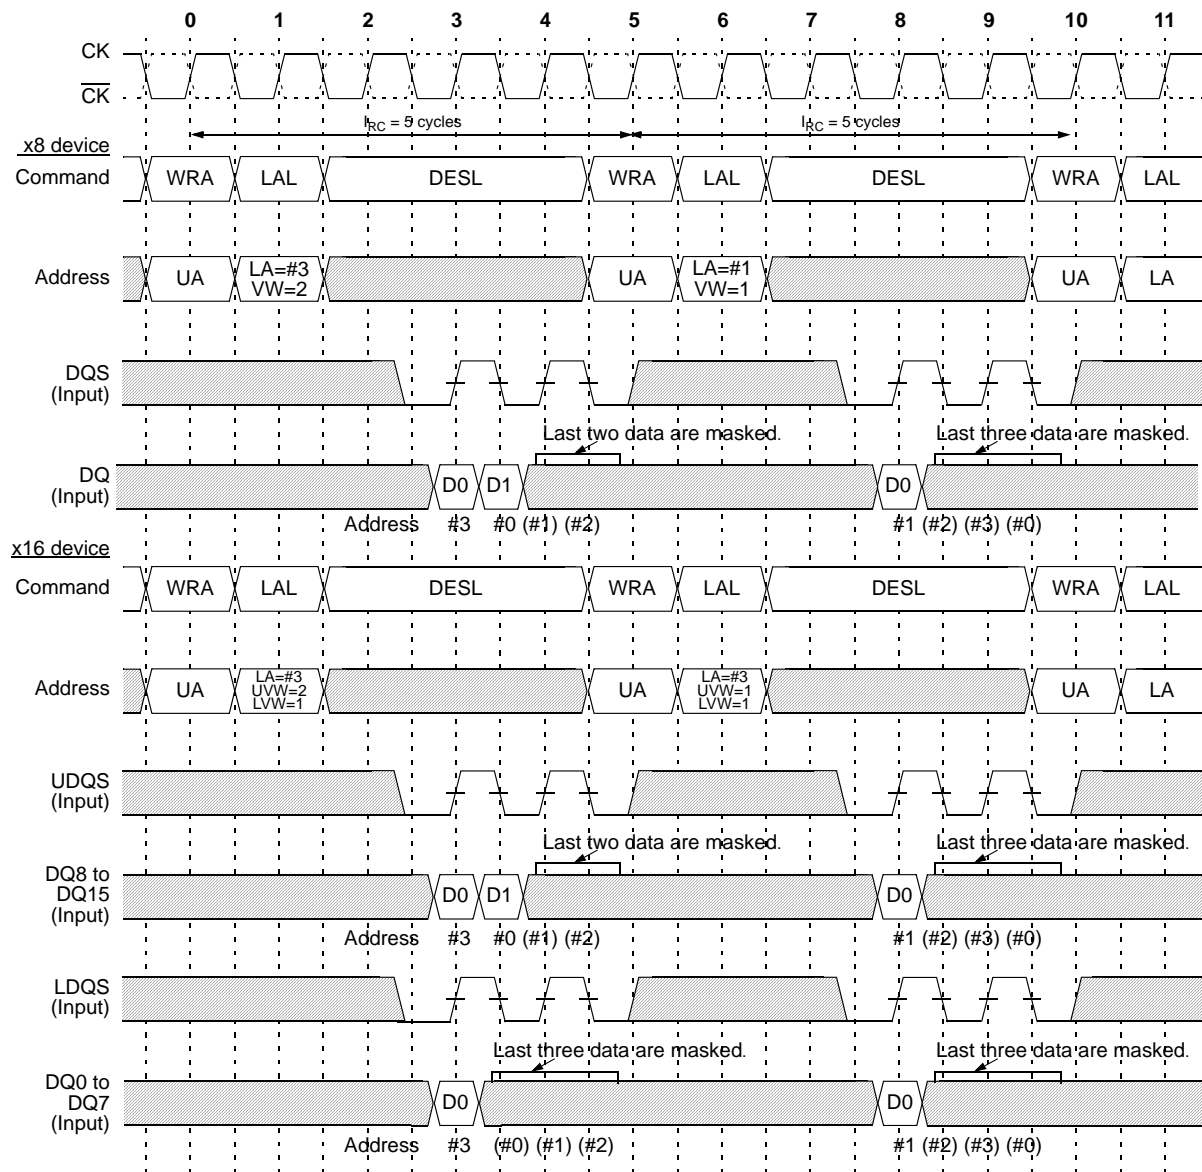 0 1 2 3 4 5 6 7 8 9 10 11
CK
CK
IRC = 5 cycles IRC = 5 cycles
x8 device
Command WRA LAL DESL WRA LAL DESL WRA LAL
Address UA LA=#3 VW=2 UA LA=#1 VW=1 UA LA
DQS
(Input)
Last two data are masked. Last three data are masked.
DQ
(Input)
D0 D1 D0
Address #3 #0 (#1) (#2) #1 (#2) (#3) (#0)
x16 device
Command WRA LAL DESL WRA LAL DESL WRA LAL
Address UA LA=#3 UVW=2 LVW=1 UA LA=#3 UVW=1 LVW=1 UA LA
UDQS
(Input)
Last two data are masked. Last three data are masked.
DQ8 to
DQ15
(Input)
D0 D1 D0
Address #3 #0 (#1) (#2) #1 (#2) (#3) (#0)
LDQS
(Input)
Last three data are masked. Last three data are masked.
DQ0 to
DQ7
(Input)
D0 D0
Address #3 (#0) (#1) (#2) #1 (#2) (#3) (#0)